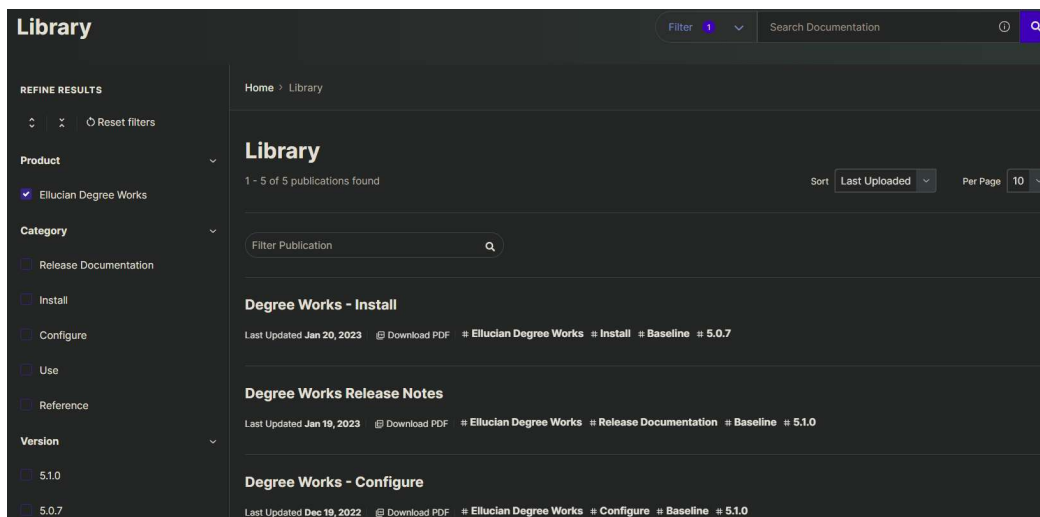 Library
Filter 1
Search Documentation
REFINE RESULTS
Reset filters
Product
Ellucian Degree Works
Category
Release Documentation
Install
Configure
Use
Reference
Version
5.1.0
5.0.7
Home > Library
Library
1 - 5 of 5 publications found
Sort Last Uploaded
Per Page 10
Filter Publication
Degree Works - Install
Last Updated Jan 20, 2023 Download PDF # Ellucian Degree Works # Install # Baseline # 5.0.7
Degree Works Release Notes
Last Updated Jan 19, 2023 Download PDF # Ellucian Degree Works # Release Documentation # Baseline # 5.1.0
Degree Works - Configure
Last Updated Dec 19, 2022 Download PDF # Ellucian Degree Works # Configure # Baseline # 5.1.0